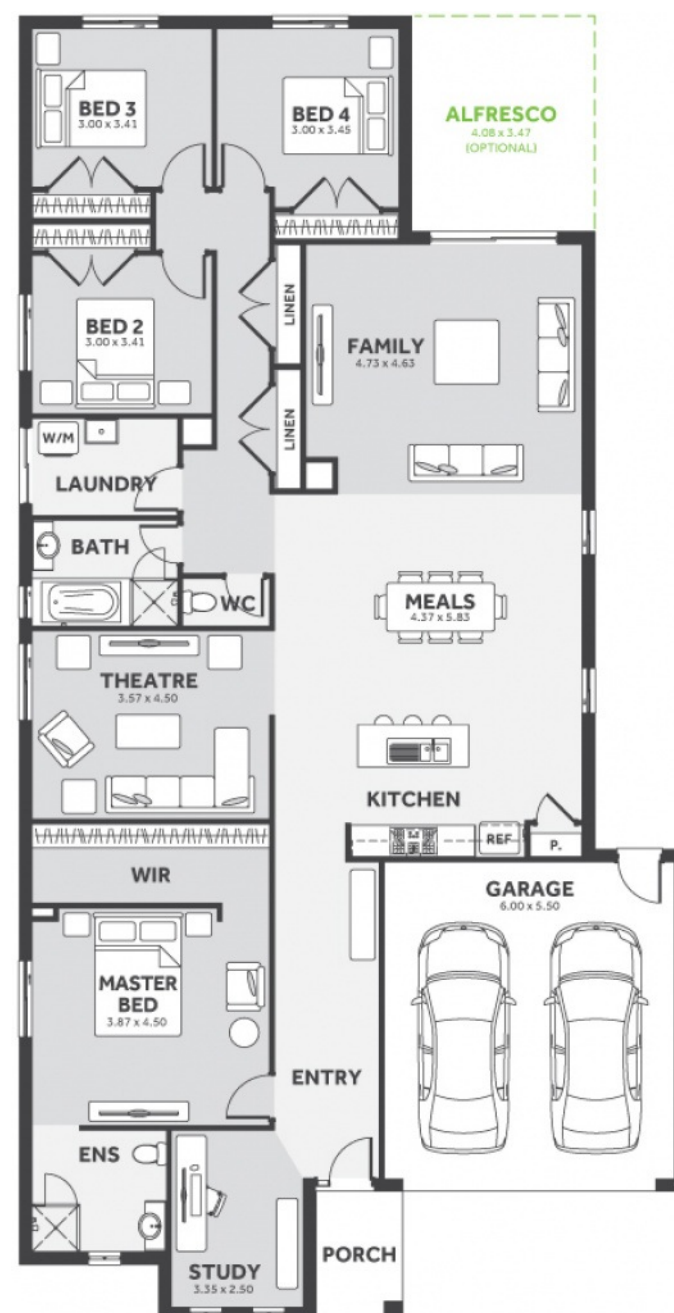 BED 3
3.00 x 3.41
BED 4
3.00 x 3.45
ALFRESCO
4.08 x 3.47
(OPTIONAL)
BED 2
3.00 x 3.41
LINEN
FAMILY
4.73 x 4.63
LINEN
W/M
LAUNDRY
BATH
WC
MEALS
4.37 x 5.83
THEATRE
3.57 x 4.50
KITCHEN
REF
P.
WIR
GARAGE
6.00 x 5.50
MASTER
BED
3.87 x 4.50
ENTRY
ENS
STUDY
3.35 x 2.50
PORCH